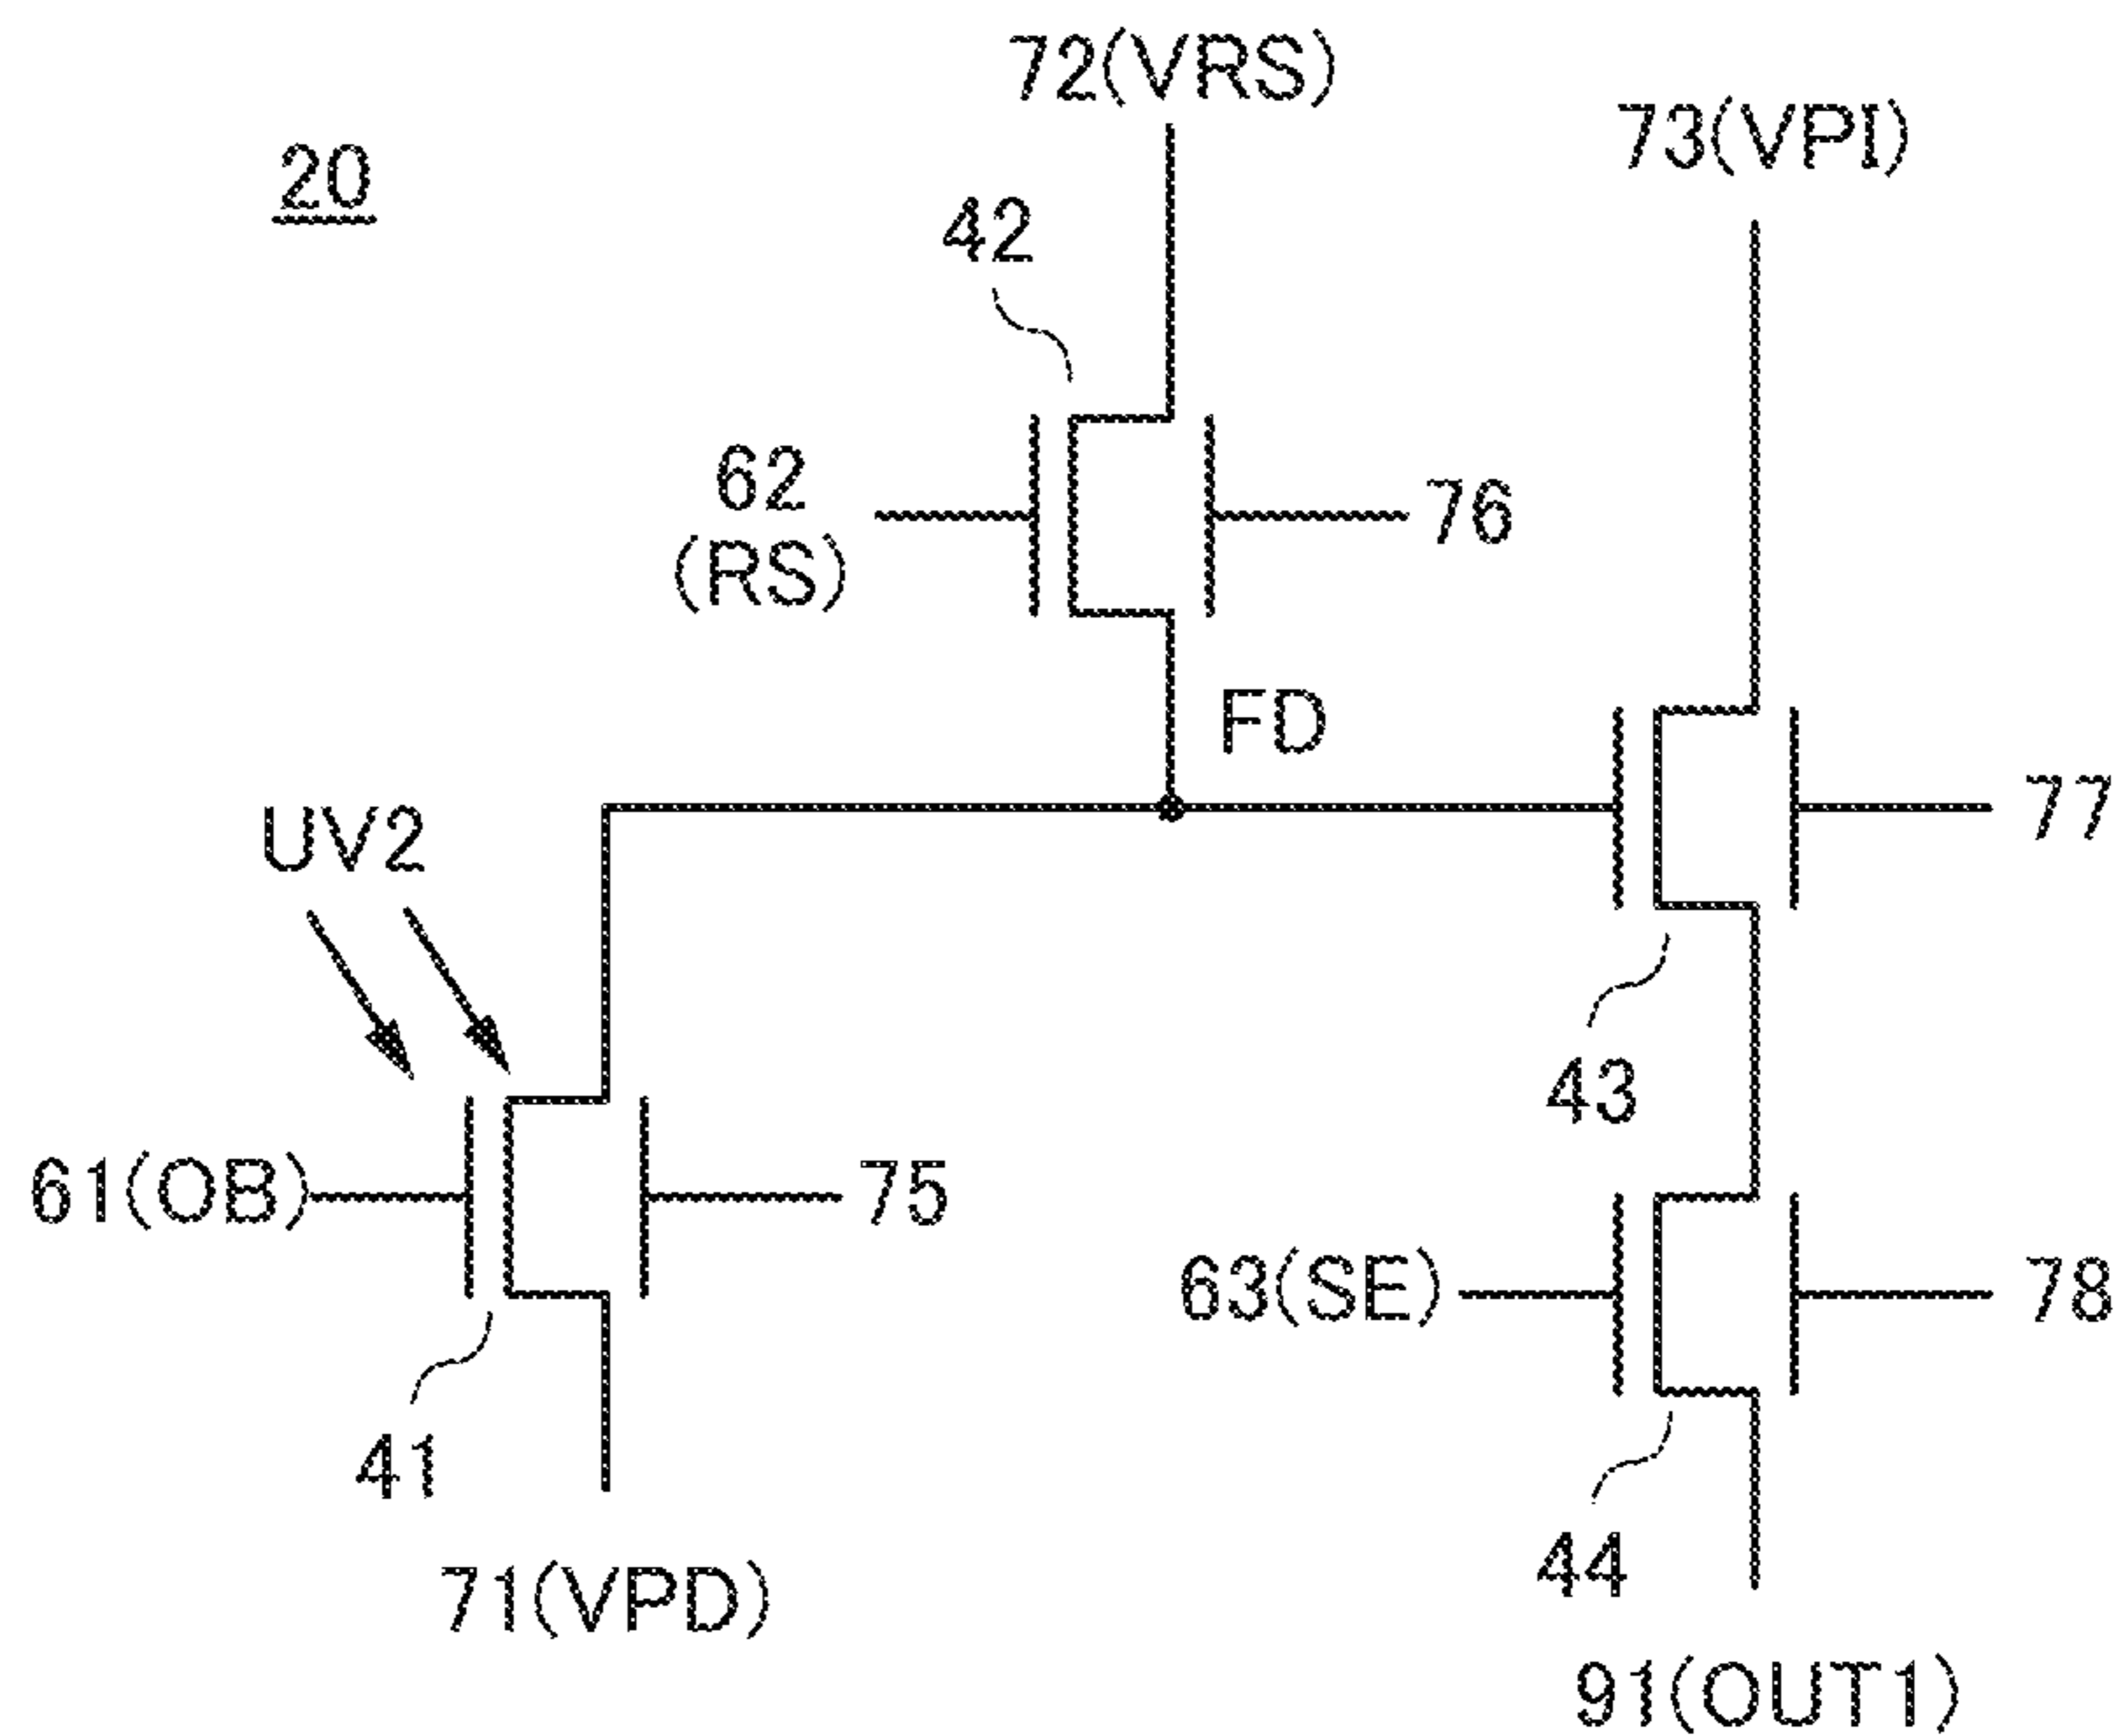 72(VRS)
73(VPI)
20
42
62
(RS)
76
FD
77
UV2
43
61(OB)
75
63(SE)
78
41
44
71(VPD)
91(OUT1)